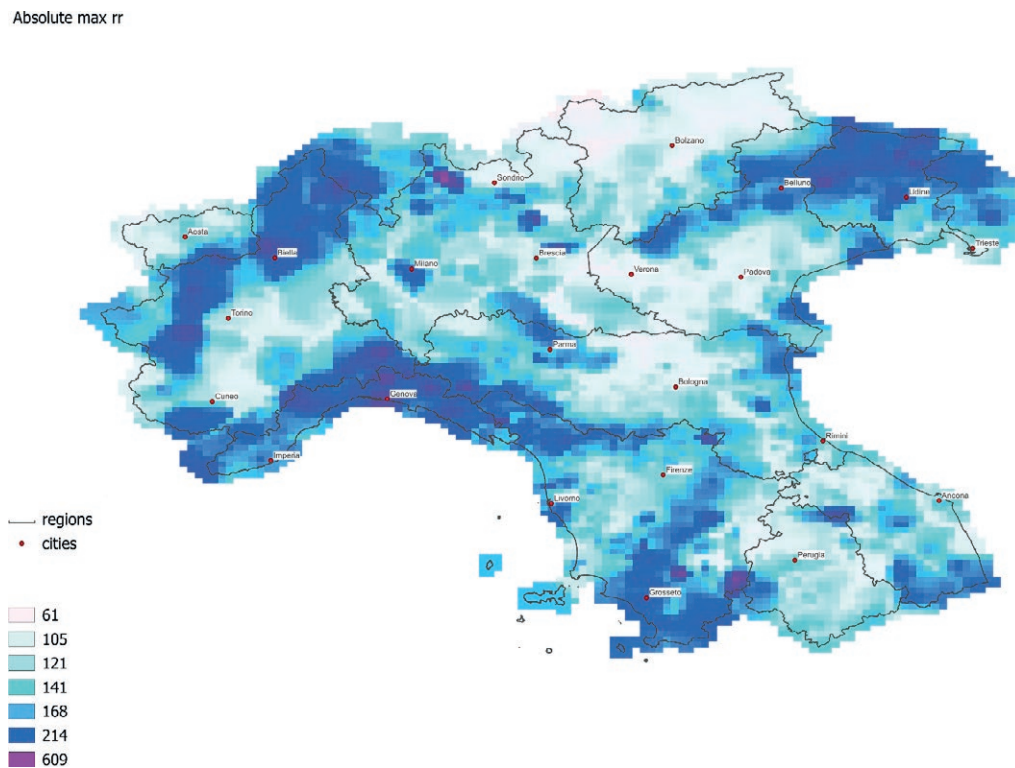 Absolute max rr
Bolzano
Sondrio
Belluno
Udine
Aosta
Trieste
Biella
Milano
Brescia
Verona
Padova
Torino
Parma
Bologna
Cuneo
Genova
Rimini
Imperia
Firenze
Livorno
Ancona
Perugia
Grosseto
regions
cities
61
105
121
141
168
214
609